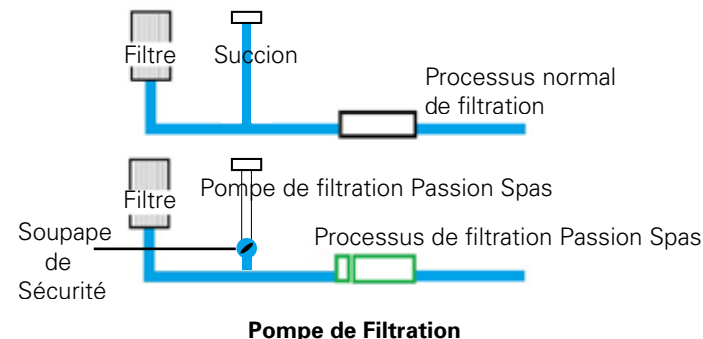 Filtre
Succion
Processus normal
de filtration
Filtre
Pompe de filtration Passion Spas
Soupape
de
Sécurité
Processus de filtration Passion Spas
Pompe de Filtration